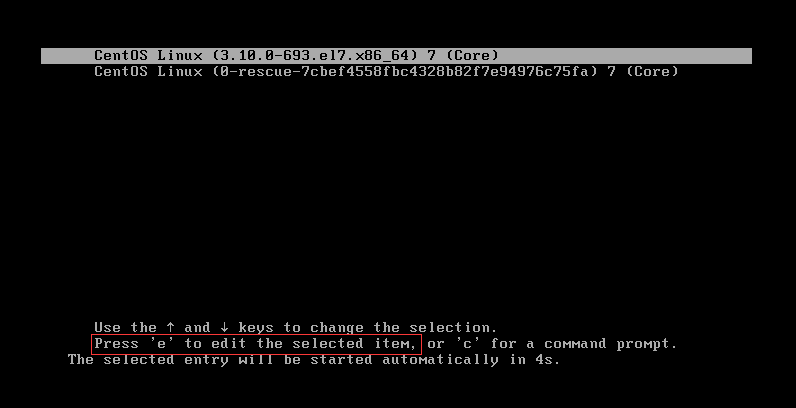 CentOS Linux (3.10.0-693.el7.x86_64) 7 (Core)
CentOS Linux (0-rescue-7cbef4558fbc4328b82f7e94976c75fa) 7 (Core)
Use the ↑ and ↓ keys to change the selection.
Press 'e' to edit the selected item, or 'c' for a command prompt.
The selected entry will be started automatically in 4s.